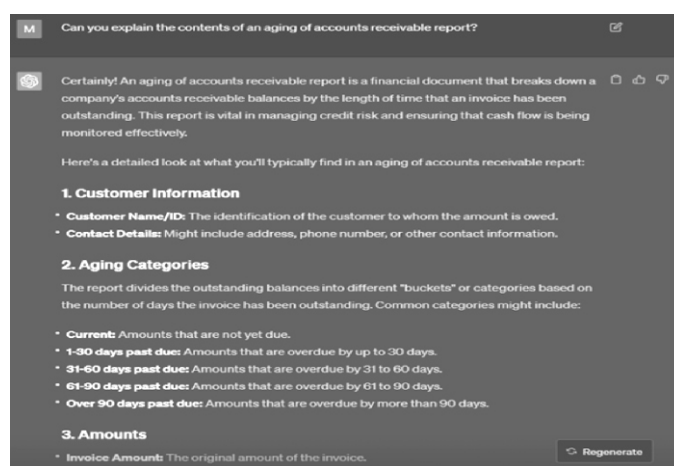 M
Can you explain the contents of an aging of accounts receivable report?
Certainly! An aging of accounts receivable report is a financial document that breaks down a
company's accounts receivable balances by the length of time that an invoice has been
outstanding. This report is vital in managing credit risk and ensuring that cash flow is being
monitored effectively.
Here's a detailed look at what you'll typically find in an aging of accounts receivable report:
1. Customer Information
• Customer Name/ID: The identification of the customer to whom the amount is owed.
• Contact Details: Might include address, phone number, or other contact information.
2. Aging Categories
The report divides the outstanding balances into different "buckets" or categories based on
the number of days the invoice has been outstanding. Common categories might include:
• Current: Amounts that are not yet due.
• 1-30 days past due: Amounts that are overdue by up to 30 days.
• 31-60 days past due: Amounts that are overdue by 31 to 60 days.
• 61-90 days past due: Amounts that are overdue by 61 to 90 days.
• Over 90 days past due: Amounts that are overdue by more than 90 days.
3. Amounts
• Invoice Amount: The original amount of the invoice.
Regenerate